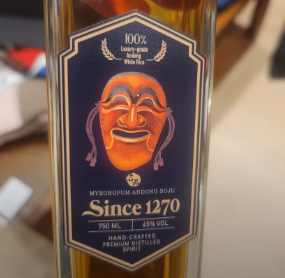 100%
Luxury-grade
Andong
White Rice
MYEONGPUM ANDONG SOJU
Since 1270
750 ML 45% VOL
HAND-CRAFTED
PREMIUM DISTILLED
SPIRIT